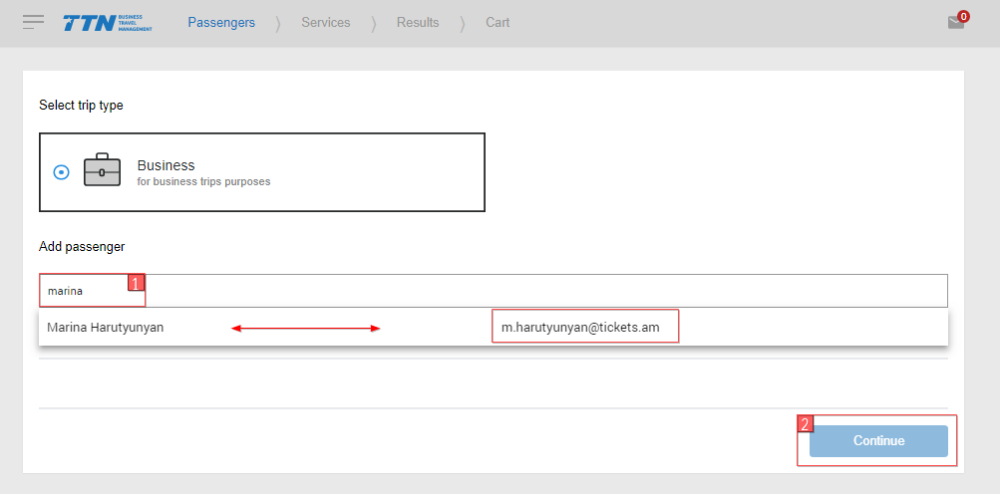 TTN BUSINESS
TRAVEL
MANAGEMENT
Passengers
Services
Results
Cart
0
Select trip type
Business
for business trips purposes
Add passenger
1
marina
Marina Harutyunyan
m.harutyunyan@tickets.am
2
Continue